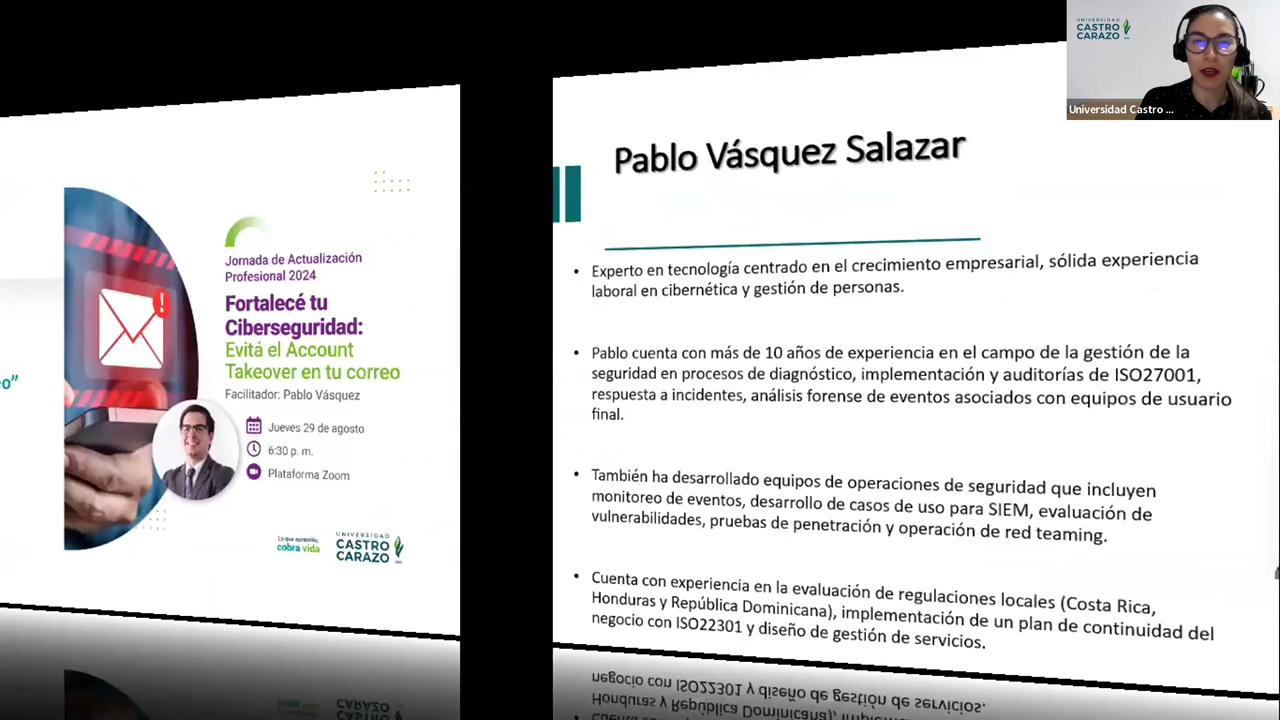 eo”
Jornada de Actualización
Profesional 2024
Fortalecé tu
Ciberseguridad:
Evitá el Account
Takeover en tu correo
Facilitador: Pablo Vásquez
Jueves 29 de agosto
6:30 p. m.
Plataforma Zoom
Lo que aprendés,
cobra vida
UNIVERSIDAD
CASTRO
CARAZO
Pablo Vásquez Salazar
• Experto en tecnología centrado en el crecimiento empresarial, sólida experiencia
laboral en cibernética y gestión de personas.
• Pablo cuenta con más de 10 años de experiencia en el campo de la gestión de la
seguridad en procesos de diagnóstico, implementación y auditorías de ISO27001,
respuesta a incidentes, análisis forense de eventos asociados con equipos de usuario
final.
• También ha desarrollado equipos de operaciones de seguridad que incluyen
monitoreo de eventos, desarrollo de casos de uso para SIEM, evaluación de
vulnerabilidades, pruebas de penetración y operación de red teaming.
• Cuenta con experiencia en la evaluación de regulaciones locales (Costa Rica,
Honduras y República Dominicana), implementación de un plan de continuidad del
negocio con ISO22301 y diseño de gestión de servicios.
UNIVERSIDAD
CASTRO
CARAZO
Universidad Castro ...